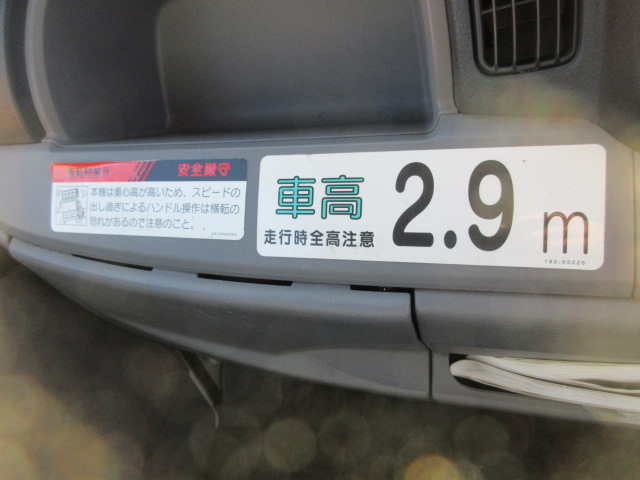 安全厳守
本機は重心高が高いため、スピードの
出し過ぎによるハンドル操作は横転の
恐れがあるので注意のこと。
車高 2.9 m
走行時全高注意
192-02229